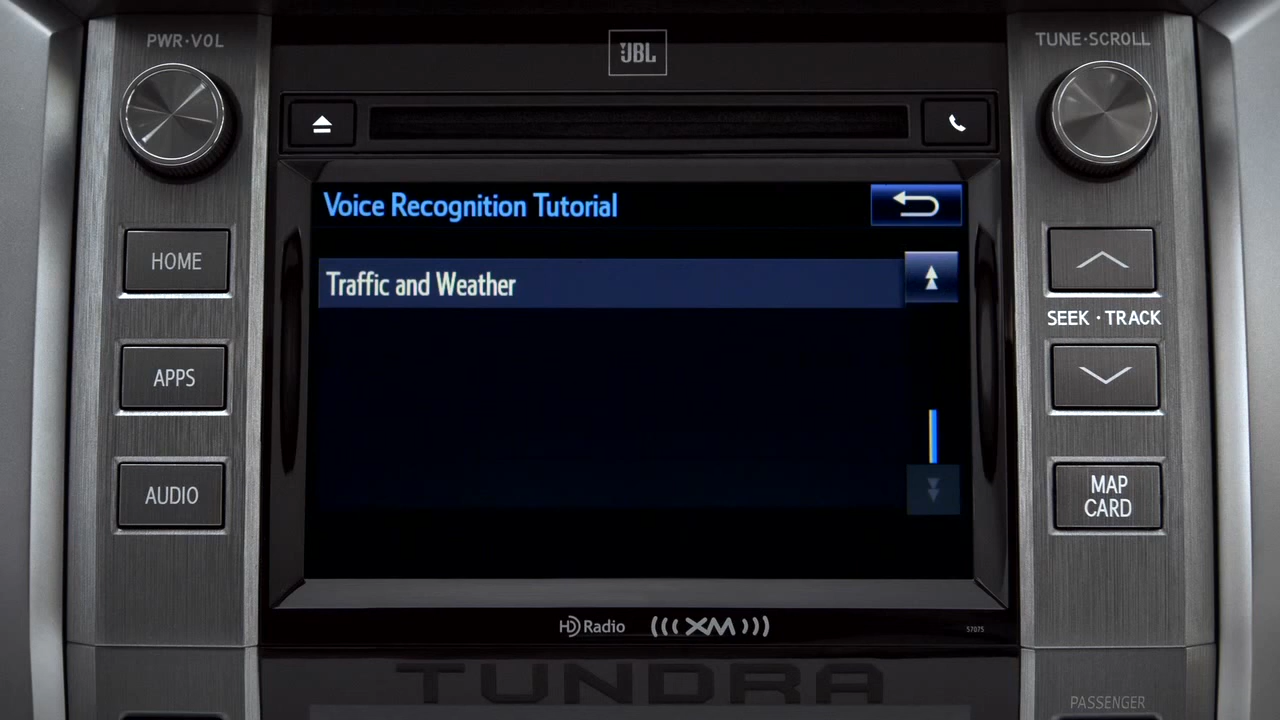 PWR·VOL
TUNE·SCROLL
JBL
Voice Recognition Tutorial
HOME
Traffic and Weather
SEEK · TRACK
APPS
AUDIO
MAP
CARD
HD Radio
XM
57075
TUNDRA
PASSENGER